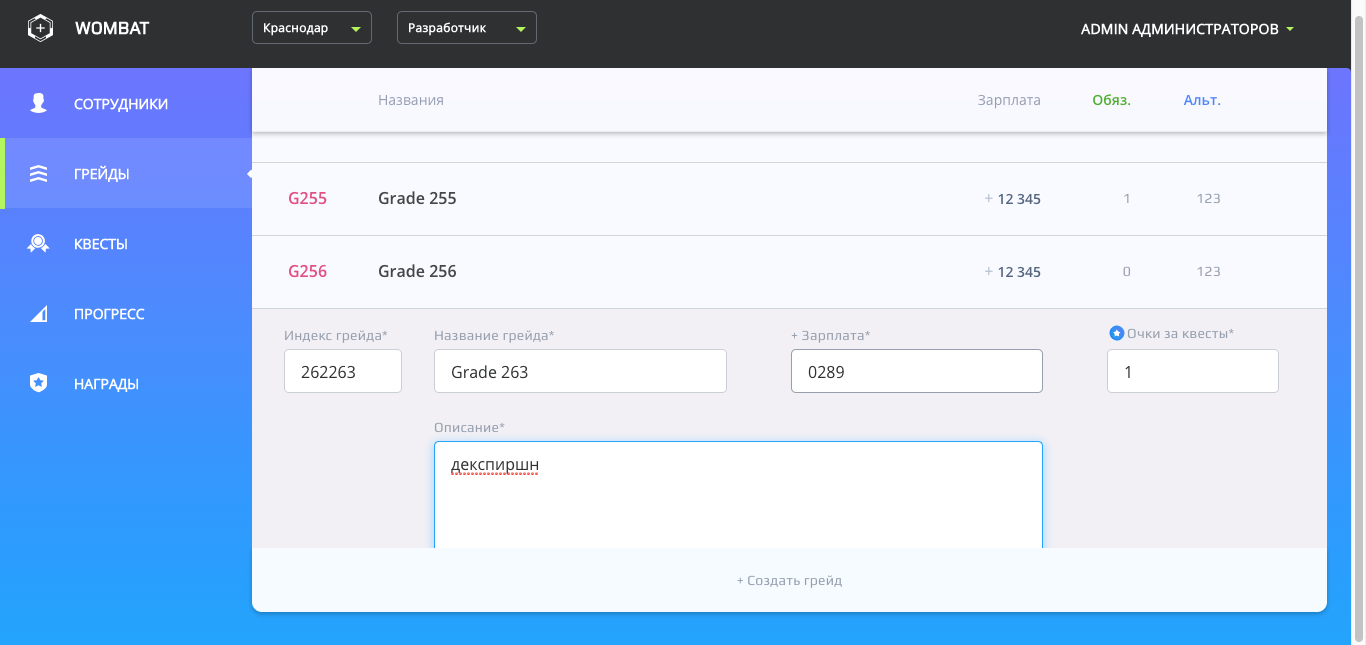 WOMBAT
Краснодар
Разработчик
ADMIN АДМИНИСТРАТОРОВ
СОТРУДНИКИ
ГРЕЙДЫ
КВЕСТЫ
ПРОГРЕСС
НАГРАДЫ
Названия Зарплата Обяз. Альт.
G255 Grade 255 + 12 345 1 123
G256 Grade 256 + 12 345 0 123
Индекс грейда* Название грейда* + Зарплата* Очки за квесты*
262263 Grade 263 0289 1
Описание*
декспиршн
+ Создать грейд